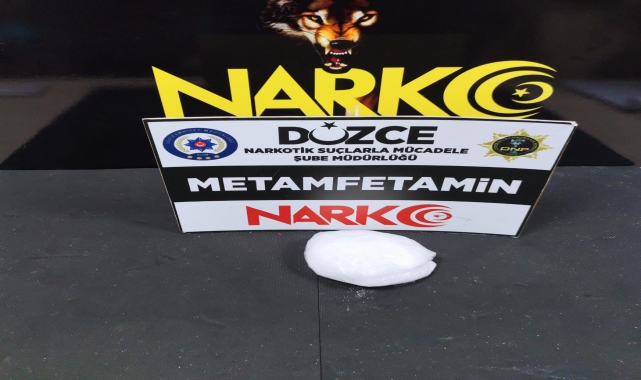 NARKO
DÜZCE
NARKOTİK SUÇLARLA MÜCADELE
ŞUBE MÜDÜRLÜĞÜ
METAMFETAMİN
NARKO